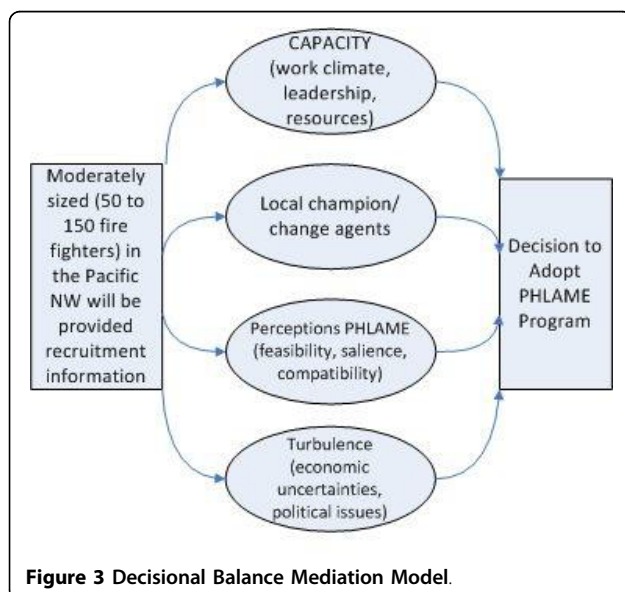 CAPACITY
(work climate,
leadership,
resources)
Moderately
sized (50 to
150 fire
fighters) in
the Pacific
NW will be
provided
recruitment
information
Local champion/
change agents
Perceptions PHLAME
(feasibility, salience,
compatibility)
Turbulence
(economic
uncertainties,
political issues)
Decision to
Adopt
PHLAME
Program
Figure 3 Decisional Balance Mediation Model.